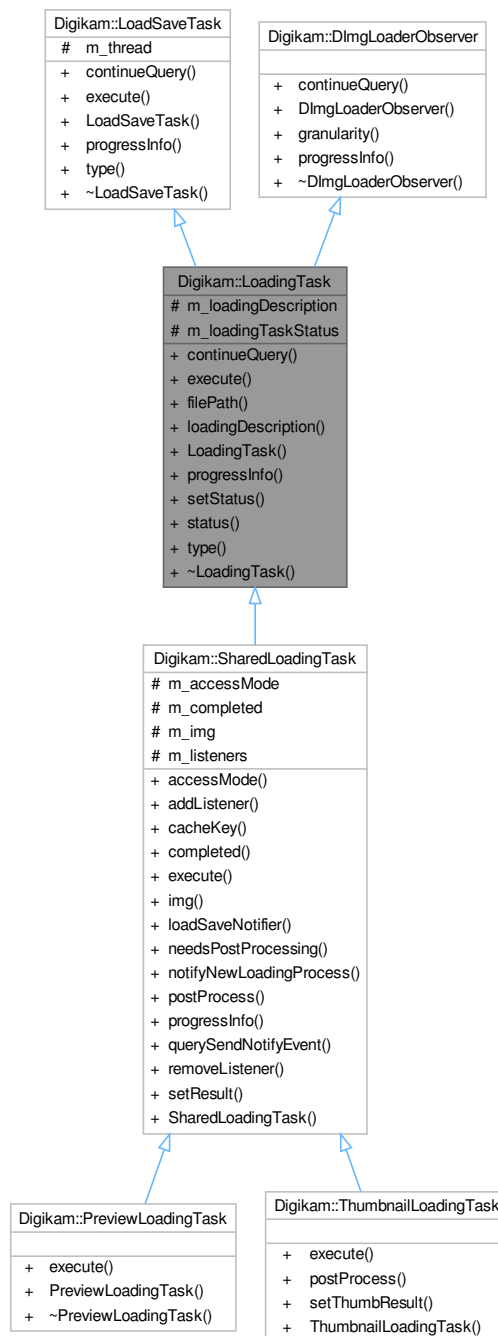 Digikam::LoadSaveTask
# m_thread
+ continueQuery()
+ execute()
+ LoadSaveTask()
+ progressInfo()
+ type()
+ ~LoadSaveTask()
Digikam::DImgLoaderObserver
+ continueQuery()
+ DImgLoaderObserver()
+ granularity()
+ progressInfo()
+ ~DImgLoaderObserver()
Digikam::LoadingTask
# m_loadingDescription
# m_loadingTaskStatus
+ continueQuery()
+ execute()
+ filePath()
+ loadingDescription()
+ LoadingTask()
+ progressInfo()
+ setStatus()
+ status()
+ type()
+ ~LoadingTask()
Digikam::SharedLoadingTask
# m_accessMode
# m_completed
# m_img
# m_listeners
+ accessMode()
+ addListener()
+ cacheKey()
+ completed()
+ execute()
+ img()
+ loadSaveNotifier()
+ needsPostProcessing()
+ notifyNewLoadingProcess()
+ postProcess()
+ progressInfo()
+ querySendNotifyEvent()
+ removeListener()
+ setResult()
+ SharedLoadingTask()
Digikam::PreviewLoadingTask
+ execute()
+ PreviewLoadingTask()
+ ~PreviewLoadingTask()
Digikam::ThumbnailLoadingTask
+ execute()
+ postProcess()
+ setThumbResult()
+ ThumbnailLoadingTask()